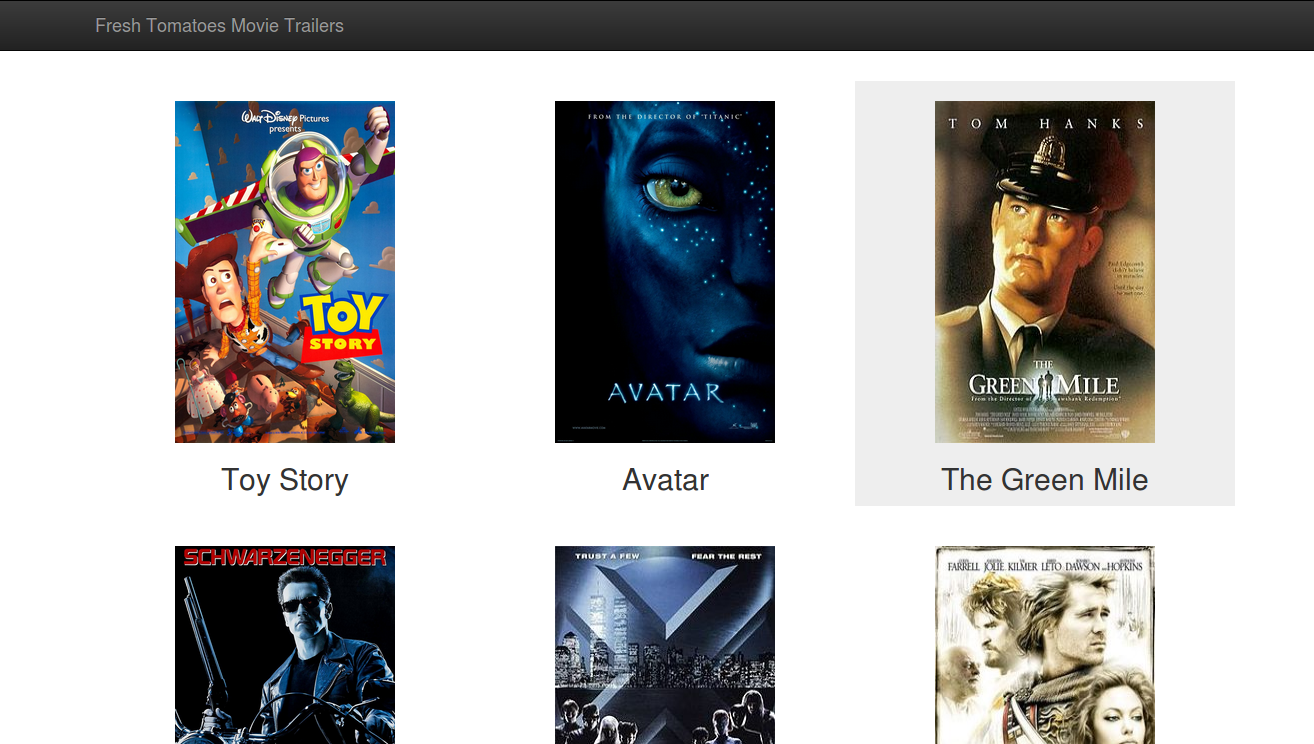 Fresh Tomatoes Movie Trailers
WALT DISNEY Pictures
presents
TOY
STORY
FROM THE DIRECTOR OF "TITANIC"
AVATAR
TOM HANKS
Paul Edgecomb
didn't believe
in miracles.
Until the day
he met one.
THE
GREEN MILE
From the Director of "The Shawshank Redemption"
Toy Story
Avatar
The Green Mile
SCHWARZENEGGER
TRUST A FEW
FEAR THE REST
FARRELL JOLIE KILMER LETO DAWSON AND HOPKINS